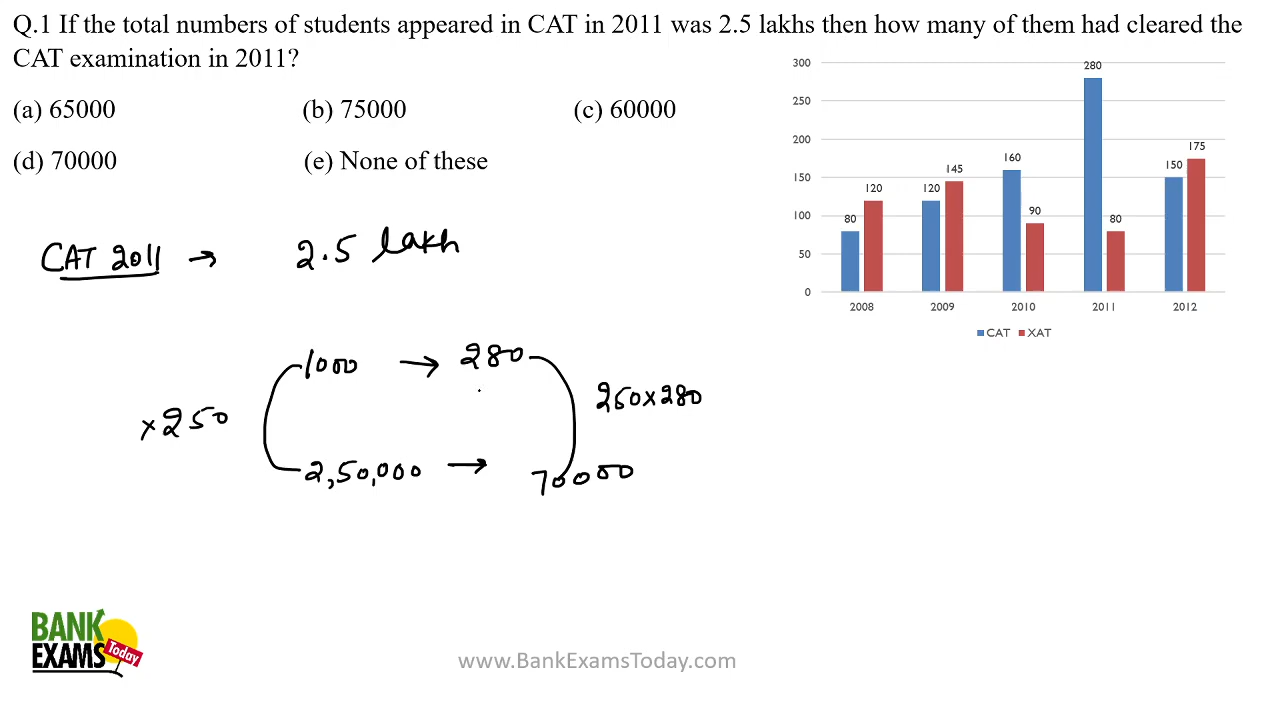 Q.1 If the total numbers of students appeared in CAT in 2011 was 2.5 lakhs then how many of them had cleared the
CAT examination in 2011?
(a) 65000 (b) 75000 (c) 60000
(d) 70000 (e) None of these
300
250
200
150
100
50
0
80 120 120 145 160 90 280 80 150 175
2008 2009 2010 2011 2012
CAT XAT
CAT 2011 → 2.5 lakh
1000 → 280
×250 250×280
2,50,000 → 70000
BANK
EXAMS Today
www.BankExamsToday.com